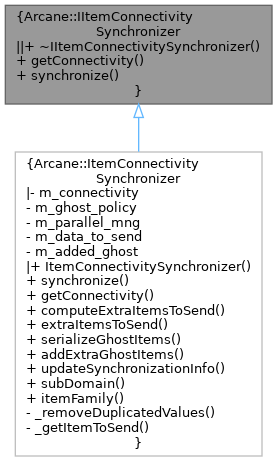 {Arcane::IItemConnectivity
Synchronizer
||+ ~IItemConnectivitySynchronizer()
+ getConnectivity()
+ synchronize()
}
{Arcane::ItemConnectivity
Synchronizer
|- m_connectivity
- m_ghost_policy
- m_parallel_mng
- m_data_to_send
- m_added_ghost
|+ ItemConnectivitySynchronizer()
+ synchronize()
+ getConnectivity()
+ computeExtraItemsToSend()
+ extraItemsToSend()
+ serializeGhostItems()
+ addExtraGhostItems()
+ updateSynchronizationInfo()
+ subDomain()
+ itemFamily()
- _removeDuplicatedValues()
- _getItemToSend()
}